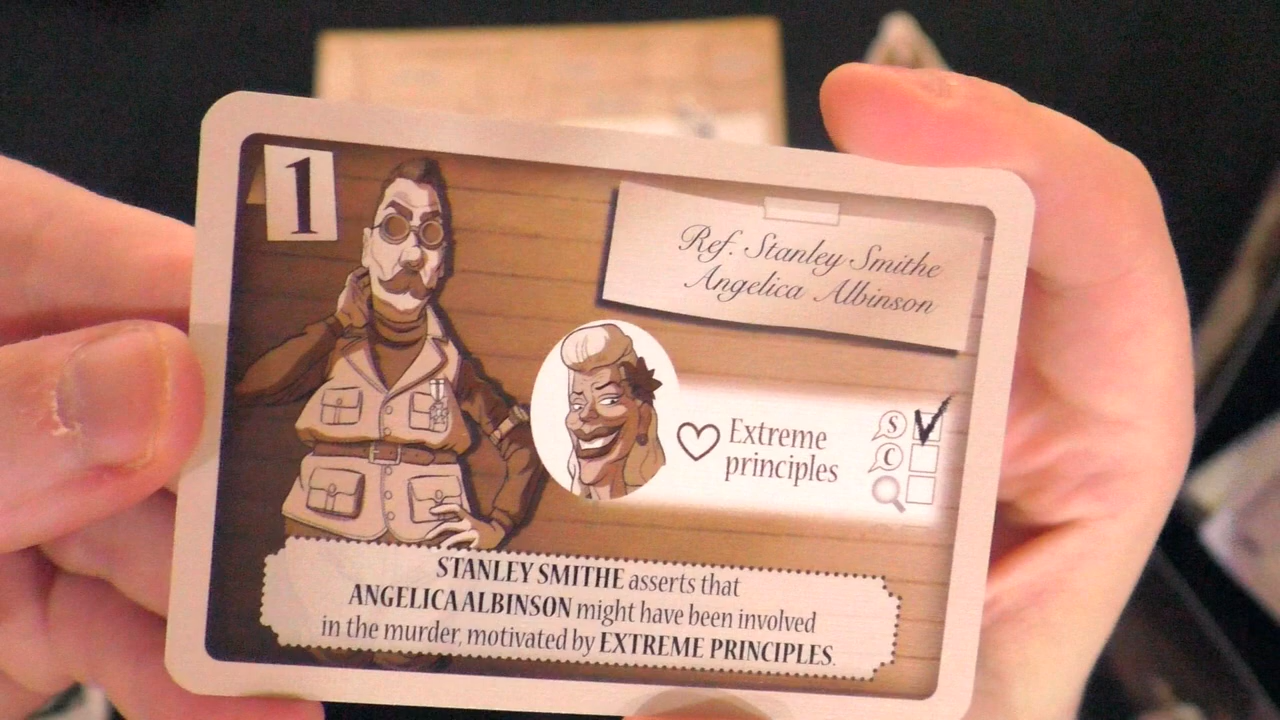 1
Ref. Stanley Smithe
Angelica Albinson
Extreme
principles
S
C
STANLEY SMITHE asserts that
ANGELICA ALBINSON might have been involved
in the murder, motivated by EXTREME PRINCIPLES.